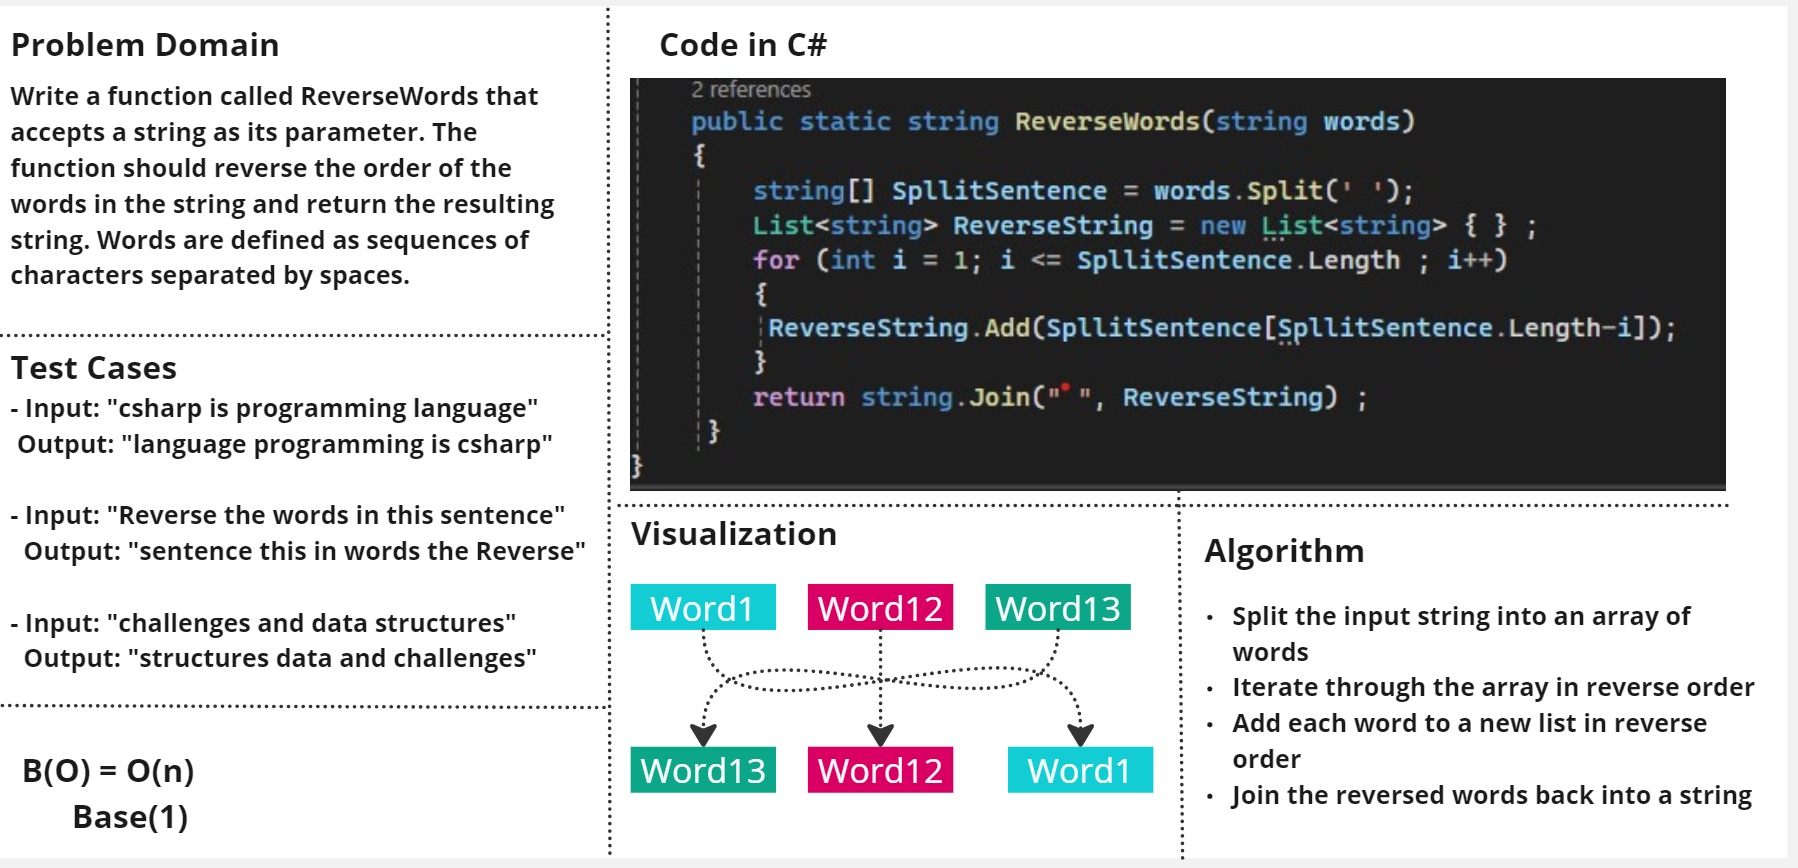 Problem Domain
Write a function called ReverseWords that
accepts a string as its parameter. The
function should reverse the order of the
words in the string and return the resulting
string. Words are defined as sequences of
characters separated by spaces.
Test Cases
- Input: "csharp is programming language"
Output: "language programming is csharp"
- Input: "Reverse the words in this sentence"
Output: "sentence this in words the Reverse"
- Input: "challenges and data structures"
Output: "structures data and challenges"
B(O) = O(n)
Base(1)
Code in C#
2 references
public static string ReverseWords(string words)
{
string[] SpllitSentence = words.Split(' ');
List<string> ReverseString = new List<string> { } ;
for (int i = 1; i <= SpllitSentence.Length ; i++)
{
ReverseString.Add(SpllitSentence[SpllitSentence.Length-i]);
}
return string.Join(" ", ReverseString) ;
}
}
Visualization
Word1 Word12 Word13
Word13 Word12 Word1
Algorithm
• Split the input string into an array of
words
• Iterate through the array in reverse order
• Add each word to a new list in reverse
order
• Join the reversed words back into a string